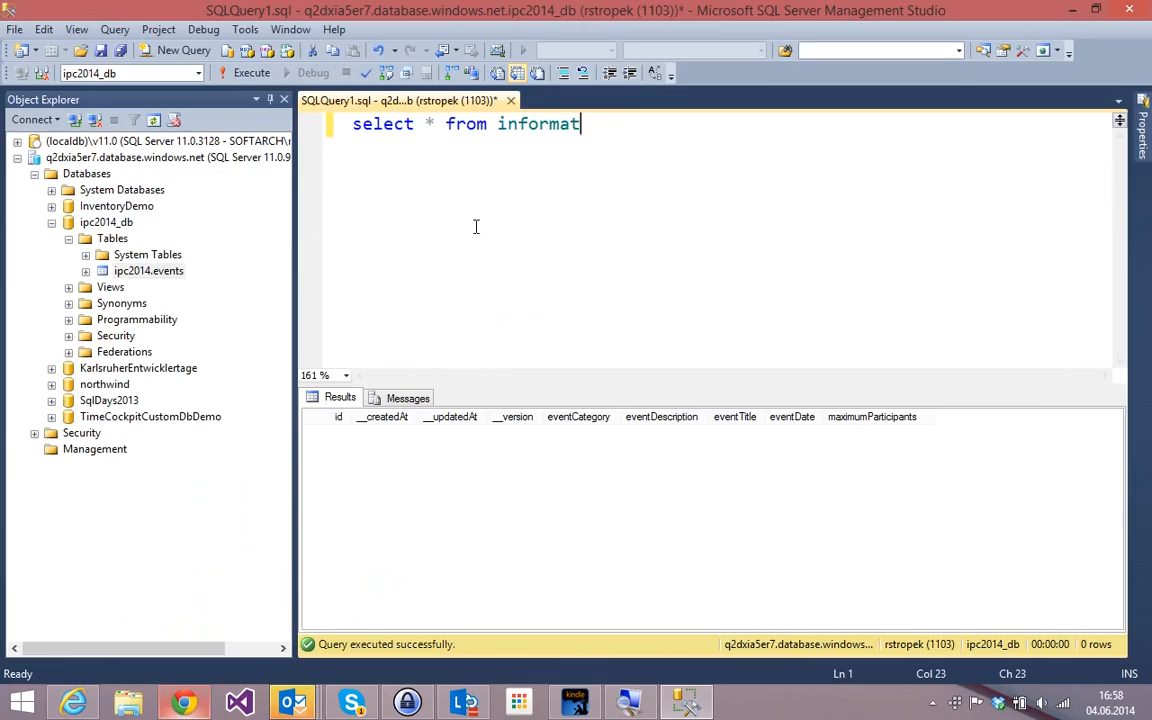 SQLQuery1.sql - q2dxia5er7.database.windows.net.ipc2014_db (rstropek (1103))* - Microsoft SQL Server Management Studio
File Edit View Query Project Debug Tools Window Help
New Query
ipc2014_db Execute Debug
Object Explorer
SQLQuery1.sql - q2d...b (rstropek (1103))*
Connect
(localdb)\v11.0 (SQL Server 11.0.3128 - SOFTARCH\r
q2dxia5er7.database.windows.net (SQL Server 11.0.9
Databases
System Databases
InventoryDemo
ipc2014_db
Tables
System Tables
ipc2014.events
Views
Synonyms
Programmability
Security
Federations
KarlsruherEntwicklertage
northwind
SqlDays2013
TimeCockpitCustomDbDemo
Security
Management
select * from informat
Properties
161 %
Results Messages
id __createdAt __updatedAt __version eventCategory eventDescription eventTitle eventDate maximumParticipants
Query executed successfully. q2dxia5er7.database.windows... rstropek (1103) ipc2014_db 00:00:00 0 rows
Ready Ln 1 Col 23 Ch 23 INS
kindle
16:58
04.06.2014